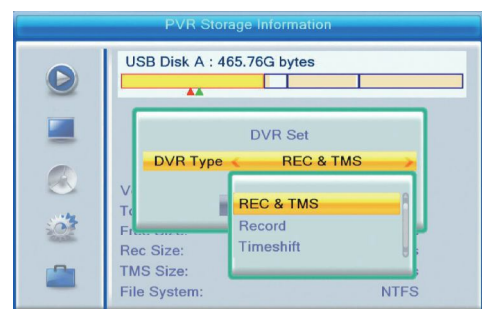 PVR Storage Information
USB Disk A : 465.76G bytes
DVR Set
DVR Type REC & TMS
REC & TMS
Record
Timeshift
Rec Size:
TMS Size:
File System: NTFS